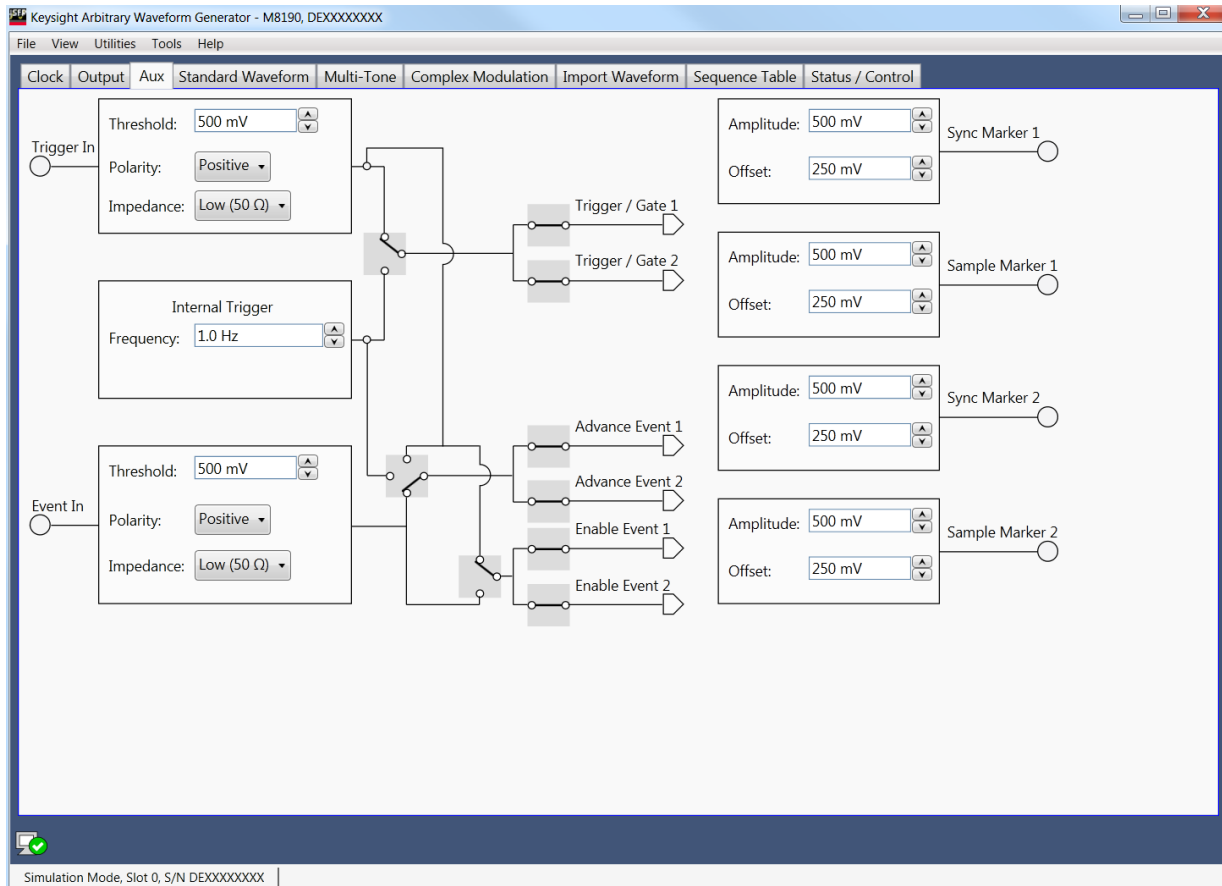 Keysight Arbitrary Waveform Generator - M8190, DEXXXXXXXX
File View Utilities Tools Help
Clock Output Aux Standard Waveform Multi-Tone Complex Modulation Import Waveform Sequence Table Status / Control
Trigger In
Threshold: 500 mV
Polarity: Positive
Impedance: Low (50 Ω)
Internal Trigger
Frequency: 1.0 Hz
Event In
Threshold: 500 mV
Polarity: Positive
Impedance: Low (50 Ω)
Trigger / Gate 1
Trigger / Gate 2
Advance Event 1
Advance Event 2
Enable Event 1
Enable Event 2
Amplitude: 500 mV
Offset: 250 mV
Sync Marker 1
Amplitude: 500 mV
Offset: 250 mV
Sample Marker 1
Amplitude: 500 mV
Offset: 250 mV
Sync Marker 2
Amplitude: 500 mV
Offset: 250 mV
Sample Marker 2
Simulation Mode, Slot 0, S/N DEXXXXXXXX